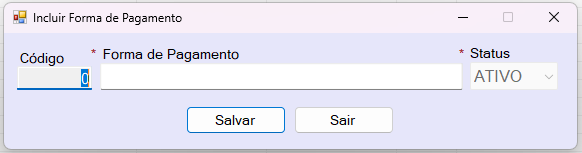 Incluir Forma de Pagamento
Código * Forma de Pagamento * Status
0 ATIVO
Salvar Sair